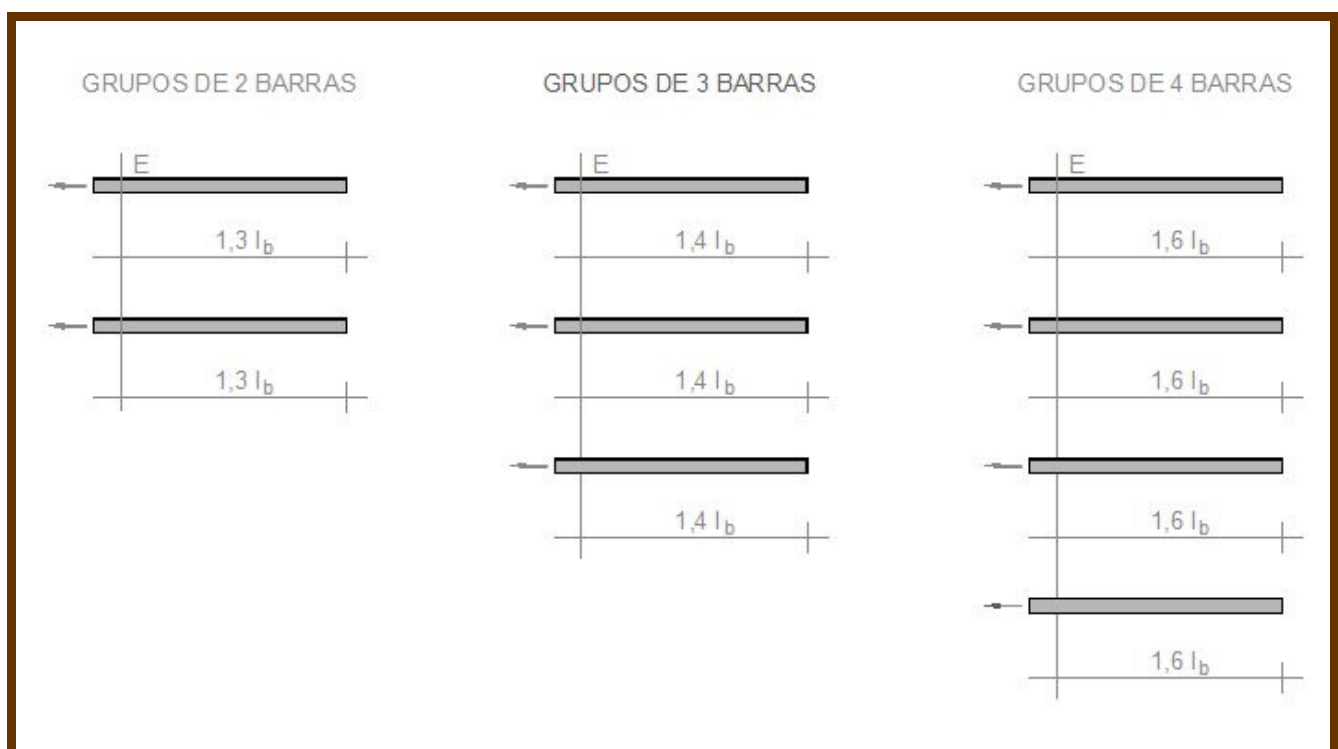 GRUPOS DE 2 BARRAS
E
1,3 lb
1,3 lb
GRUPOS DE 3 BARRAS
E
1,4 lb
1,4 lb
1,4 lb
GRUPOS DE 4 BARRAS
E
1,6 lb
1,6 lb
1,6 lb
1,6 lb